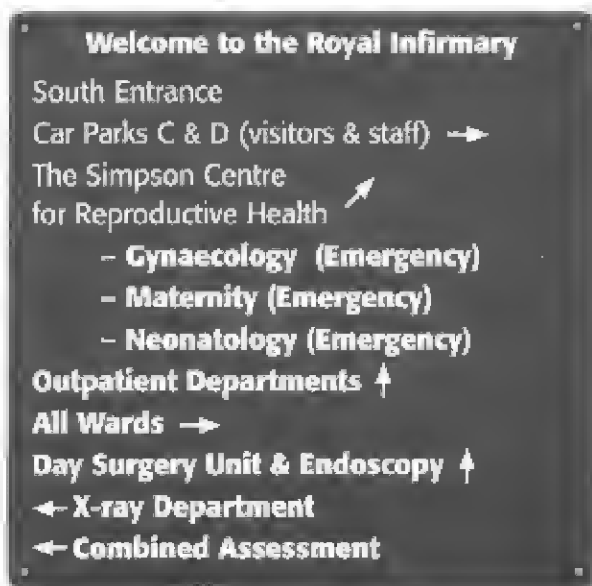 Welcome to the Royal Infirmary
South Entrance
Car Parks C & D (visitors & staff) →
The Simpson Centre
for Reproductive Health ↗
– Gynaecology (Emergency)
– Maternity (Emergency)
– Neonatology (Emergency)
Outpatient Departments ↑
All Wards →
Day Surgery Unit & Endoscopy ↑
← X-ray Department
← Combined Assessment